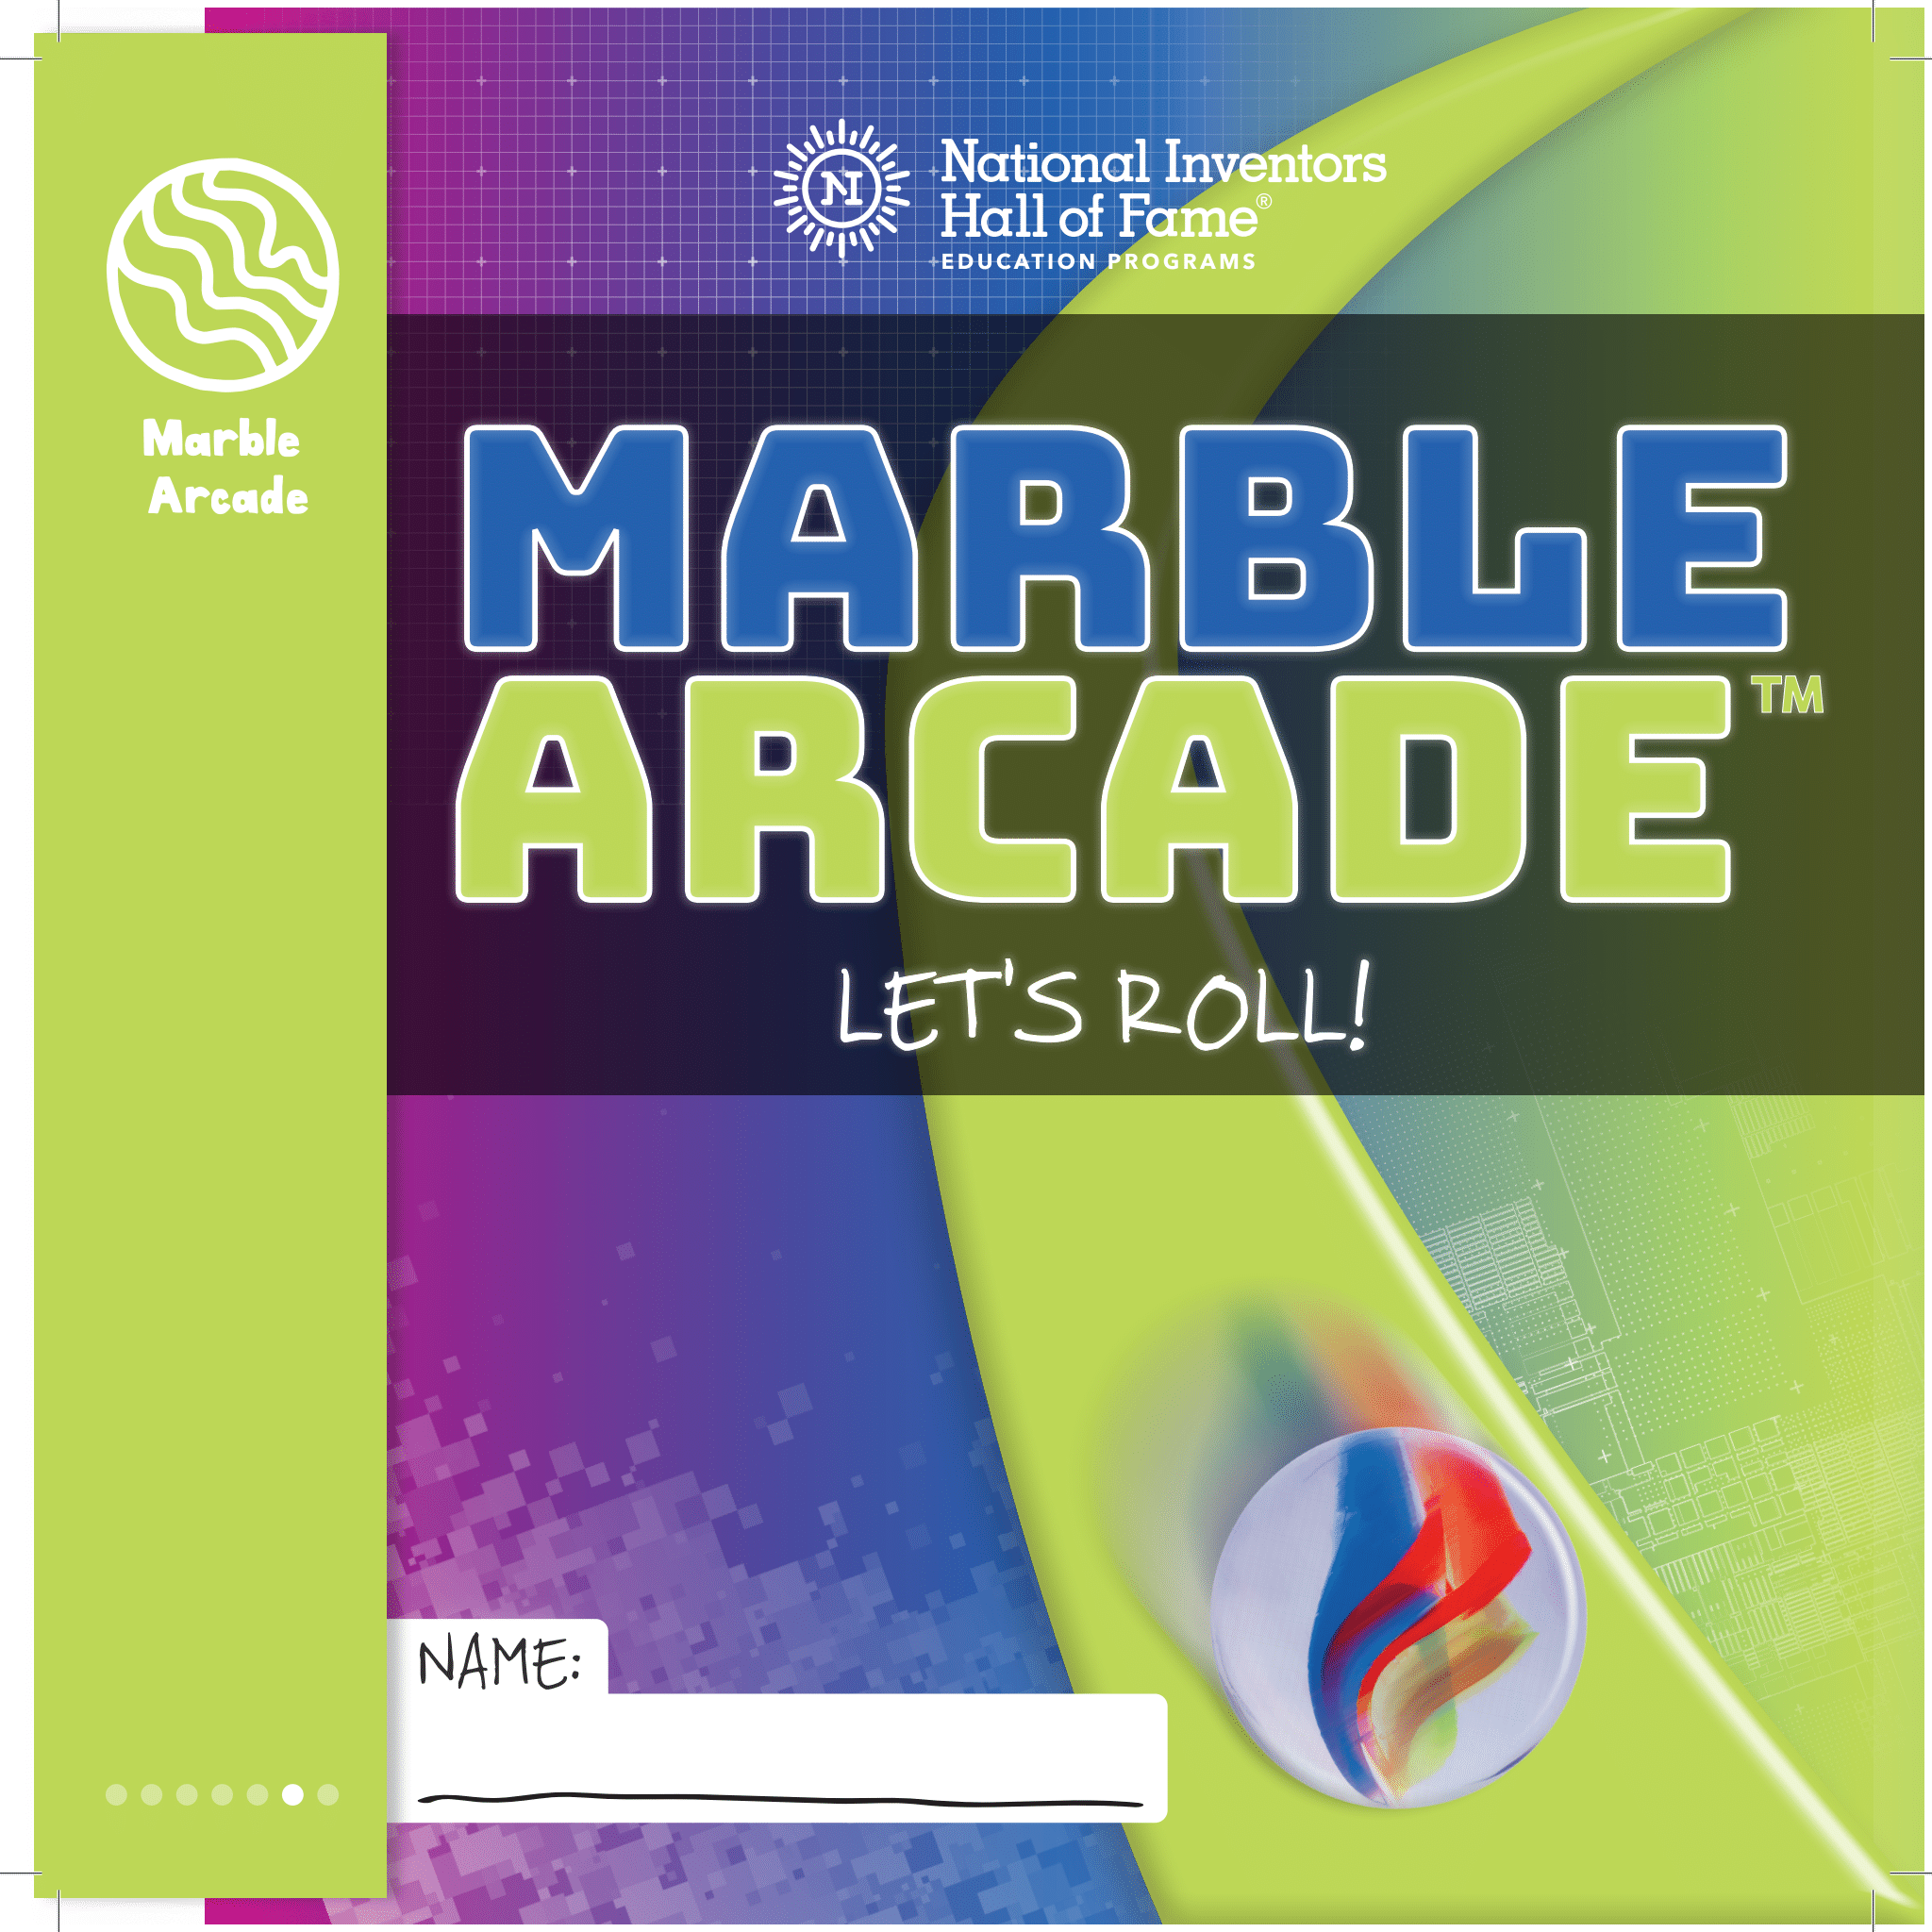 Marble
Arcade
N
National Inventors
Hall of Fame®
EDUCATION PROGRAMS
MARBLE
ARCADE™
LET'S ROLL!
NAME: